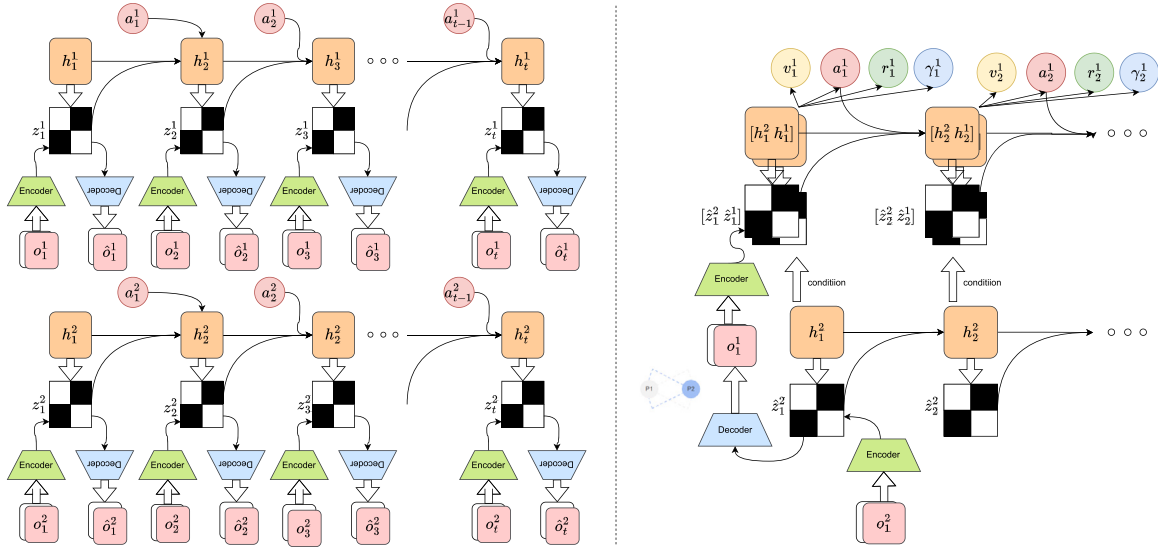 a_1^1 a_2^1 a_{t-1}^1
h_1^1 h_2^1 h_3^1 h_t^1
z_1^1 z_2^1 z_3^1 z_t^1
Encoder Decoder Encoder Decoder Encoder Decoder Encoder Decoder
o_1^1 ô_1^1 o_2^1 ô_2^1 o_3^1 ô_3^1 o_t^1 ô_t^1
a_1^2 a_2^2 a_{t-1}^2
h_1^2 h_2^2 h_2^2 h_t^2
z_1^2 z_2^2 z_3^2 z_t^2
Encoder Decoder Encoder Decoder Encoder Decoder Encoder Decoder
o_1^2 ô_1^2 o_2^2 ô_2^2 o_3^2 ô_3^2 o_t^2 ô_t^2
v_1^1 a_1^1 r_1^1 γ_1^1 v_2^1 a_2^1 r_2^1 γ_2^1
[h_1^2 h_1^1] [h_2^2 h_2^1]
[ẑ_1^2 ẑ_1^1] [ẑ_2^2 ẑ_2^1]
Encoder conditiion conditiion
o_1^1 h_1^2 h_2^2
P1 P2
ẑ_1^2 ẑ_2^2
Decoder
Encoder
o_1^2